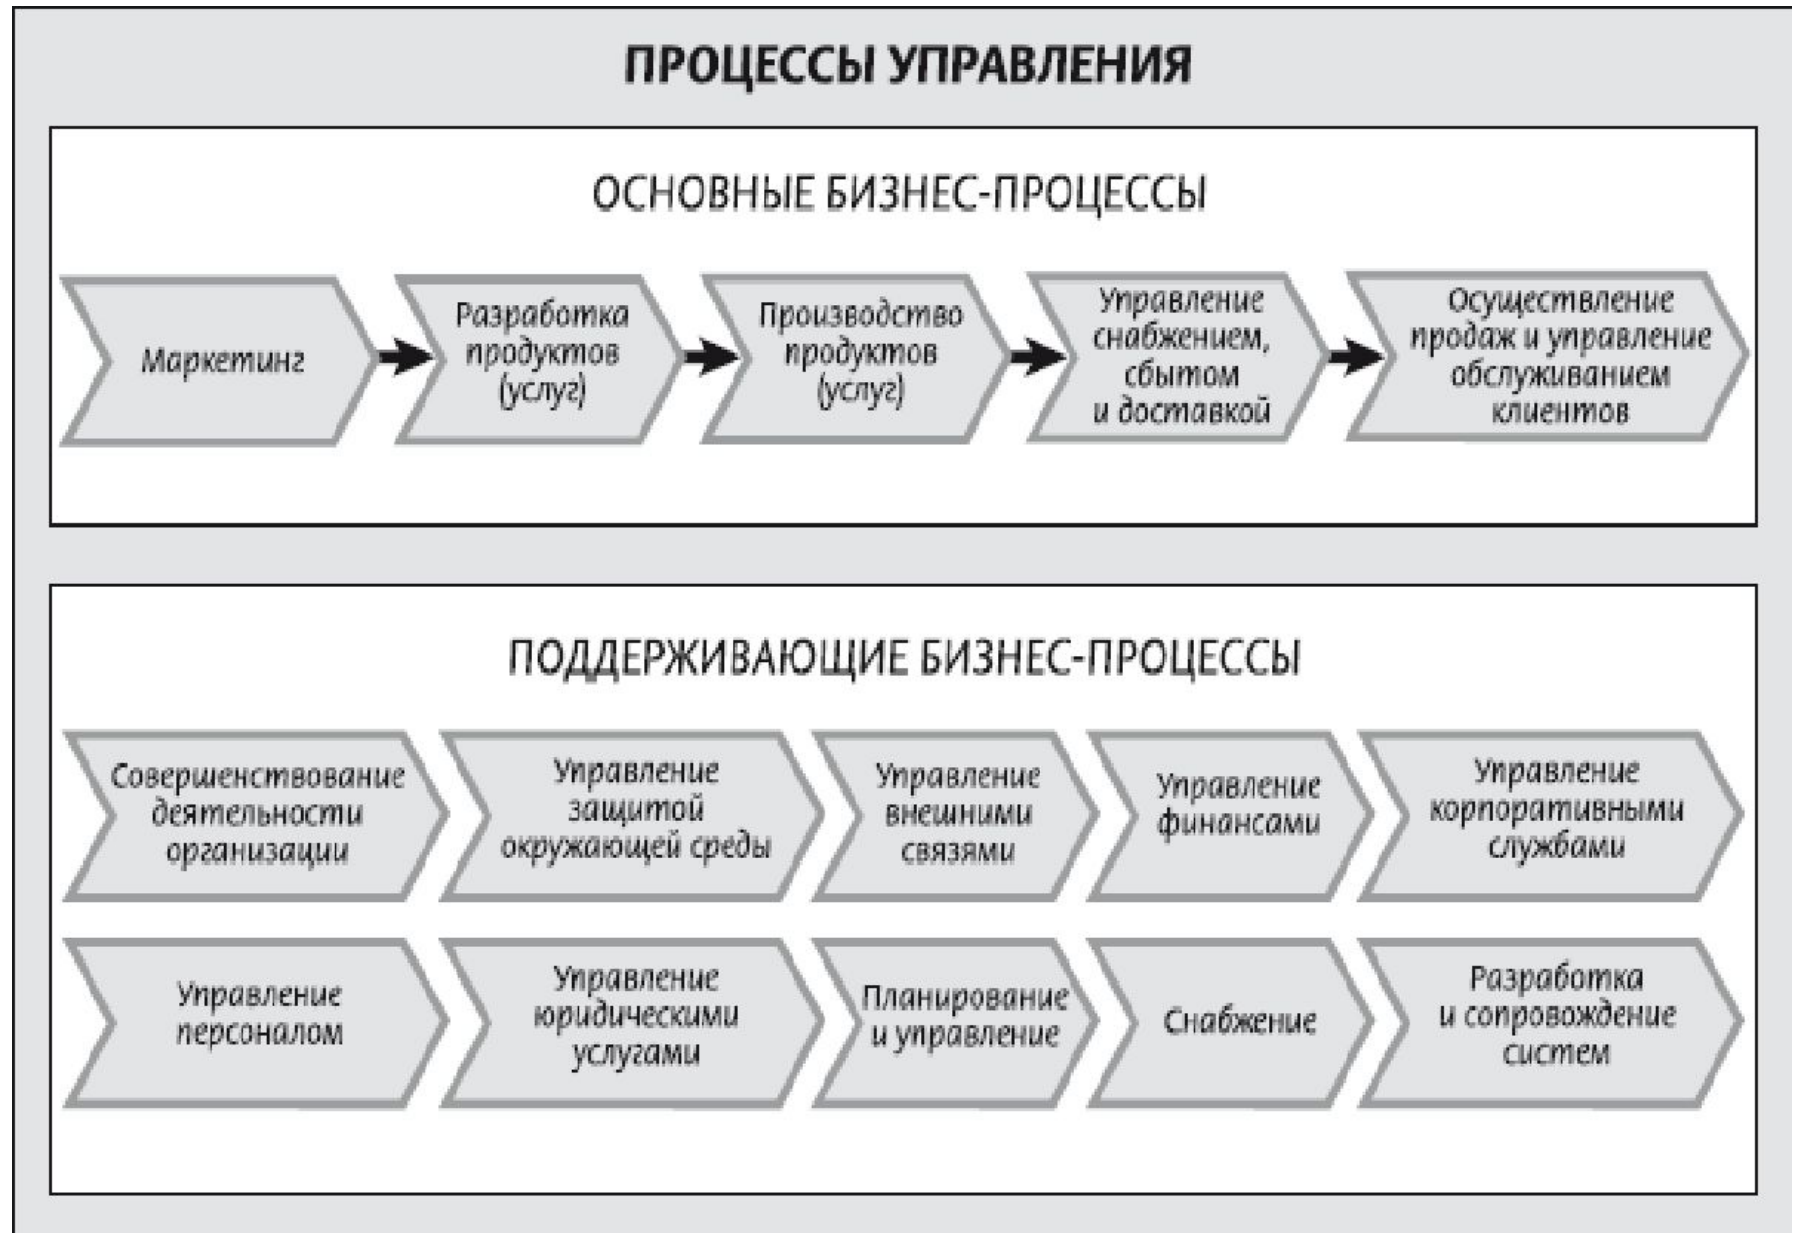 ПРОЦЕССЫ УПРАВЛЕНИЯ
ОСНОВНЫЕ БИЗНЕС-ПРОЦЕССЫ
Маркетинг
Разработка
продуктов
(услуг)
Производство
продуктов
(услуг)
Управление
снабжением,
сбытом
и доставкой
Осуществление
продаж и управление
обслуживанием
клиентов
ПОДДЕРЖИВАЮЩИЕ БИЗНЕС-ПРОЦЕССЫ
Совершенствование
деятельности
организации
Управление
защитой
окружающей среды
Управление
внешними
связями
Управление
финансами
Управление
корпоративными
службами
Управление
персоналом
Управление
юридическими
услугами
Планирование
и управление
Снабжение
Разработка
и сопровождение
систем